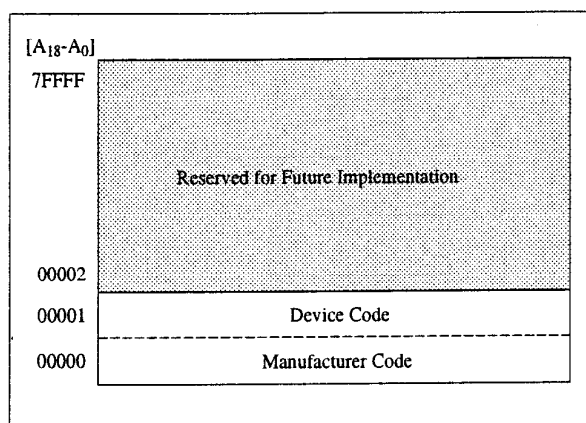 [A18-A0]
7FFFF
Reserved for Future Implementation
00002
00001 Device Code
00000 Manufacturer Code